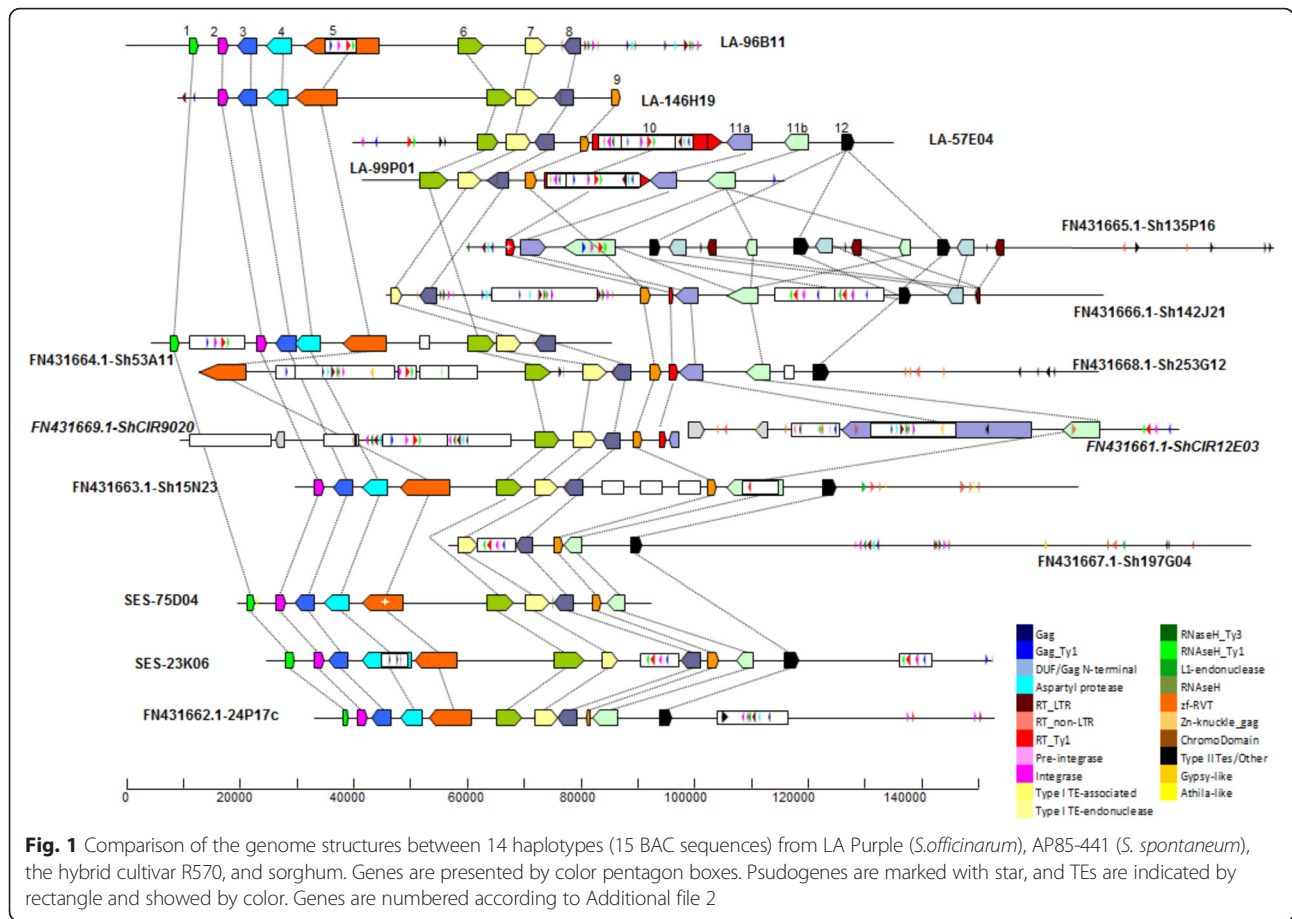 1 2 3 4 5 6 7 8
LA-96B11
9
LA-146H19
10 11a 11b 12
LA-57E04
LA-99P01
FN431665.1-Sh135P16
FN431666.1-Sh142J21
FN431664.1-Sh53A11
FN431668.1-Sh253G12
FN431669.1-ShCIR9020
FN431661.1-ShCIR12E03
FN431663.1-Sh15N23
FN431667.1-Sh197G04
SES-75D04
SES-23K06
FN431662.1-24P17c
Gag
Gag_Ty1
DUF/Gag N-terminal
Aspartyl protease
RT_LTR
RT_non-LTR
RT_Ty1
Pre-integrase
Integrase
Type I TE-associated
Type I TE-endonuclease
RNaseH_Ty3
RNAseH_Ty1
L1-endonuclease
RNAseH
zf-RVT
Zn-knuckle_gag
ChromoDomain
Type II Tes/Other
Gypsy-like
Athila-like
0 20000 40000 60000 80000 100000 120000 140000
Fig. 1 Comparison of the genome structures between 14 haplotypes (15 BAC sequences) from LA Purple (S.officinarum), AP85-441 (S. spontaneum),
the hybrid cultivar R570, and sorghum. Genes are presented by color pentagon boxes. Psudogenes are marked with star, and TEs are indicated by
rectangle and showed by color. Genes are numbered according to Additional file 2